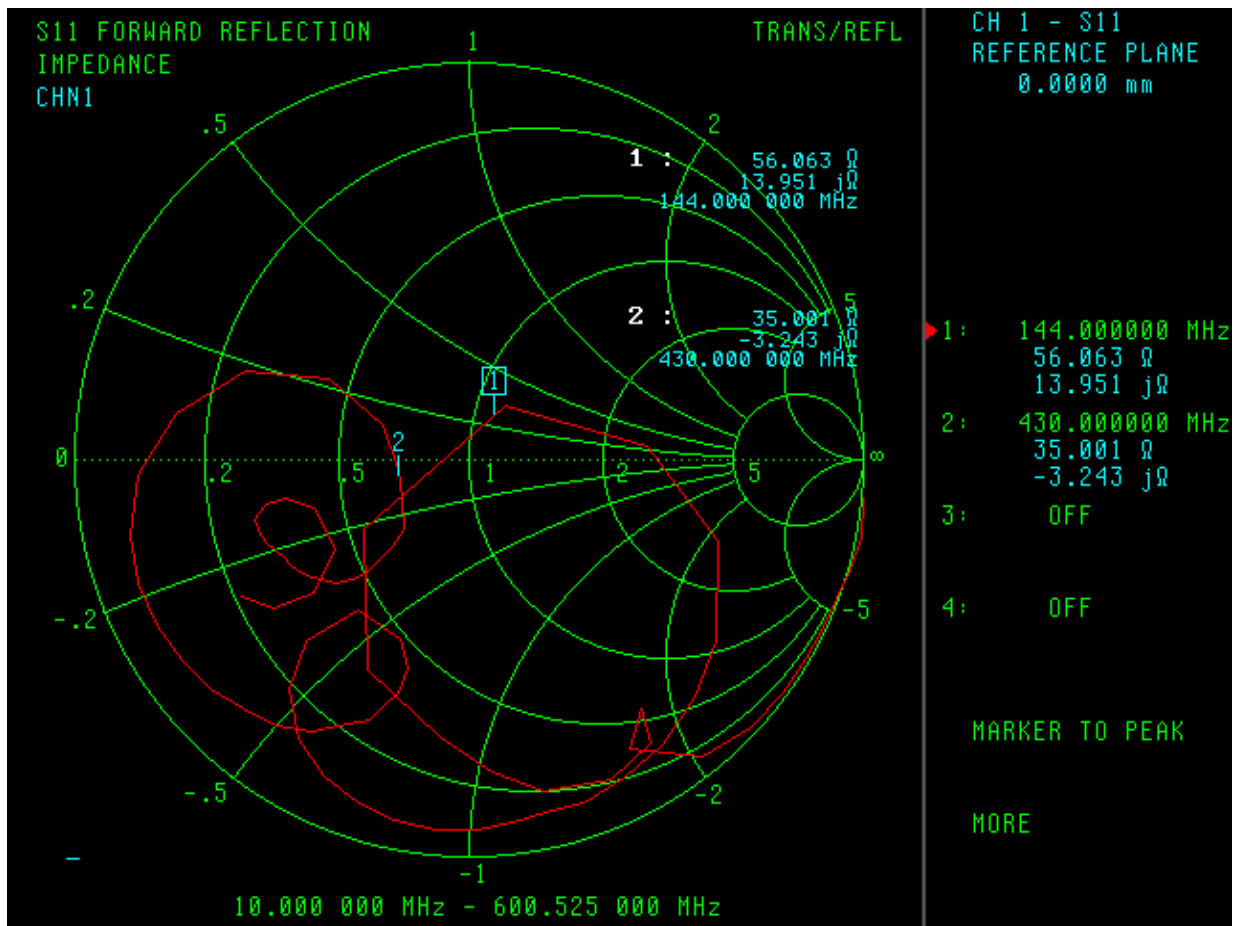 S11 FORWARD REFLECTION
IMPEDANCE
CHN1
TRANS/REFL
1
.5
2
.2
5
0
.2
.5
1
2
5
∞
-.2
-5
-.5
-2
-1
1 :
56.063 Ω
13.951 jΩ
144.000 000 MHz
2 :
35.001 Ω
-3.243 jΩ
430.000 000 MHz
1
2
10.000 000 MHz - 600.525 000 MHz
CH 1 - S11
REFERENCE PLANE
0.0000 mm
1: 144.000000 MHz
56.063 Ω
13.951 jΩ
2: 430.000000 MHz
35.001 Ω
-3.243 jΩ
3: OFF
4: OFF
MARKER TO PEAK
MORE